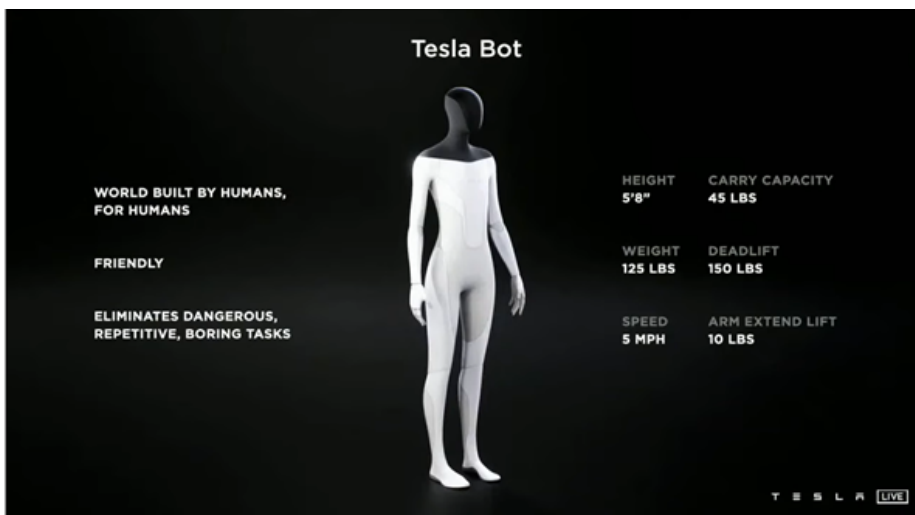 Tesla Bot
WORLD BUILT BY HUMANS,
FOR HUMANS
FRIENDLY
ELIMINATES DANGEROUS,
REPETITIVE, BORING TASKS
HEIGHT
5'8"
CARRY CAPACITY
45 LBS
WEIGHT
125 LBS
DEADLIFT
150 LBS
SPEED
5 MPH
ARM EXTEND LIFT
10 LBS
TESLA LIVE